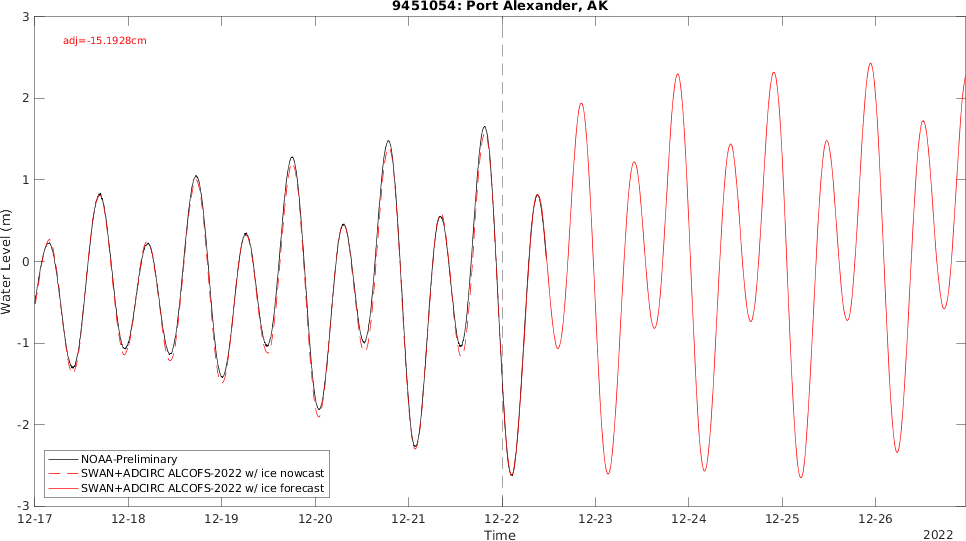 9451054: Port Alexander, AK
adj=-15.1928cm
3
2
1
0
-1
-2
-3
Water Level (m)
NOAA-Preliminary
SWAN+ADCIRC ALCOFS-2022 w/ ice nowcast
SWAN+ADCIRC ALCOFS-2022 w/ ice forecast
12-17 12-18 12-19 12-20 12-21 12-22 12-23 12-24 12-25 12-26
Time
2022